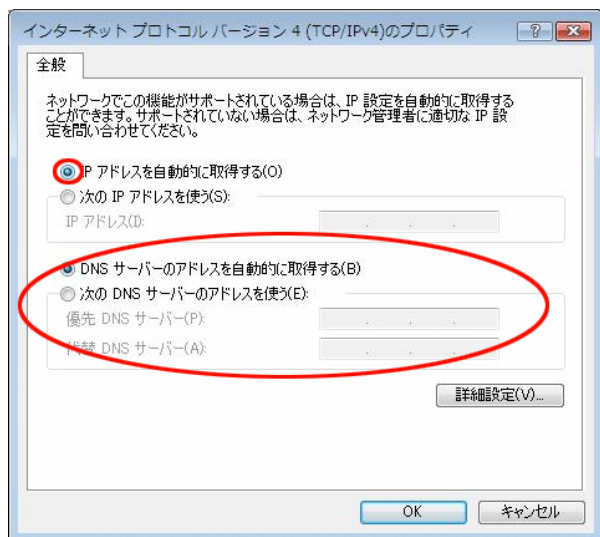 インターネット プロトコル バージョン 4 (TCP/IPv4)のプロパティ
全般
ネットワークでこの機能がサポートされている場合は、IP 設定を自動的に取得する
ことができます。サポートされていない場合は、ネットワーク管理者に適切な IP 設
定を問い合わせてください。
IP アドレスを自動的に取得する(O)
次の IP アドレスを使う(S):
IP アドレス(I):
DNS サーバーのアドレスを自動的に取得する(B)
次の DNS サーバーのアドレスを使う(E):
優先 DNS サーバー(P):
代替 DNS サーバー(A):
詳細設定(V)...
OK
キャンセル